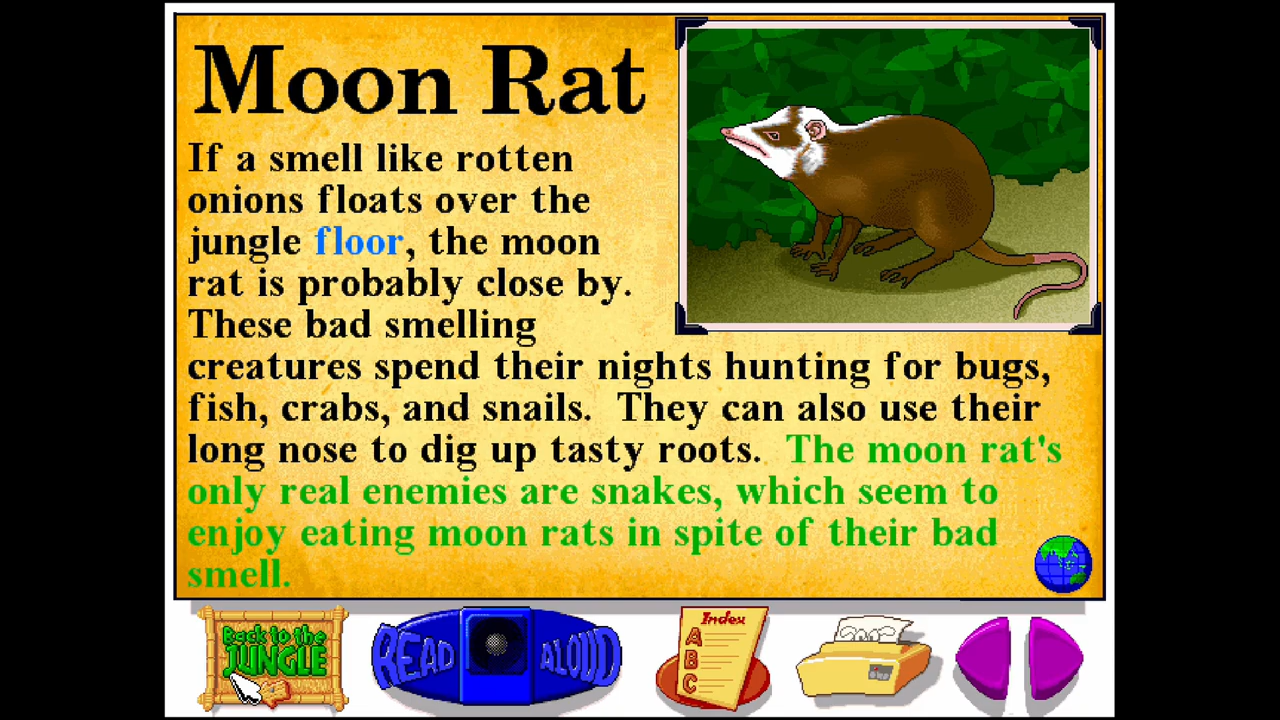 Moon Rat
If a smell like rotten
onions floats over the
jungle floor, the moon
rat is probably close by.
These bad smelling
creatures spend their nights hunting for bugs,
fish, crabs, and snails.  They can also use their
long nose to dig up tasty roots.  The moon rat's
only real enemies are snakes, which seem to
enjoy eating moon rats in spite of their bad
smell.
Back to the
JUNGLE
READ ALOUD
Index
A
B
C